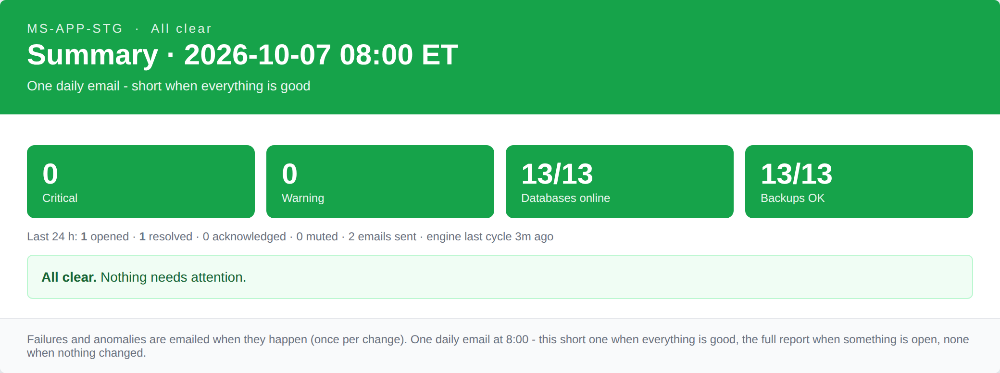 MS-APP-STG · All clear
Summary · 2026-10-07 08:00 ET
One daily email - short when everything is good
0
Critical
0
Warning
13/13
Databases online
13/13
Backups OK
Last 24 h: 1 opened · 1 resolved · 0 acknowledged · 0 muted · 2 emails sent · engine last cycle 3m ago
All clear. Nothing needs attention.
Failures and anomalies are emailed when they happen (once per change). One daily email at 8:00 - this short one when everything is good, the full report when something is open, none
when nothing changed.